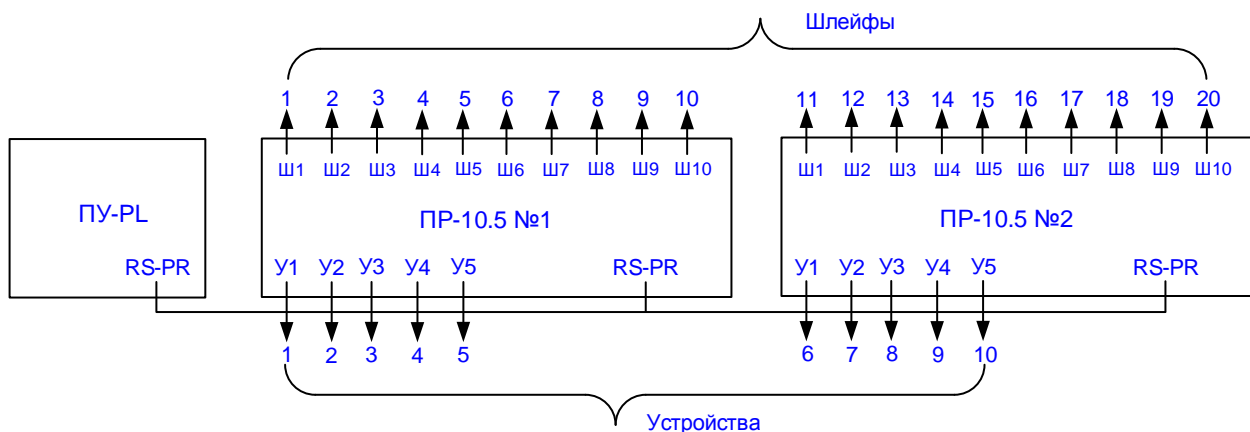 Шлейфы
1 2 3 4 5 6 7 8 9 10 11 12 13 14 15 16 17 18 19 20
Ш1 Ш2 Ш3 Ш4 Ш5 Ш6 Ш7 Ш8 Ш9 Ш10 Ш1 Ш2 Ш3 Ш4 Ш5 Ш6 Ш7 Ш8 Ш9 Ш10
ПУ-PL ПР-10.5 №1 ПР-10.5 №2
RS-PR У1 У2 У3 У4 У5 RS-PR У1 У2 У3 У4 У5 RS-PR
1 2 3 4 5 6 7 8 9 10
Устройства